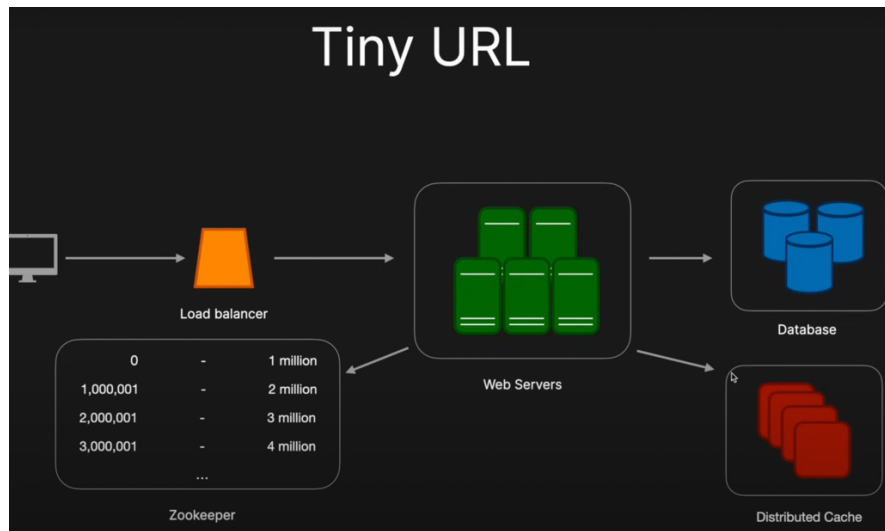 Tiny URL
Load balancer
Web Servers
Database
0 - 1 million
1,000,001 - 2 million
2,000,001 - 3 million
3,000,001 - 4 million
...
Zookeeper
Distributed Cache